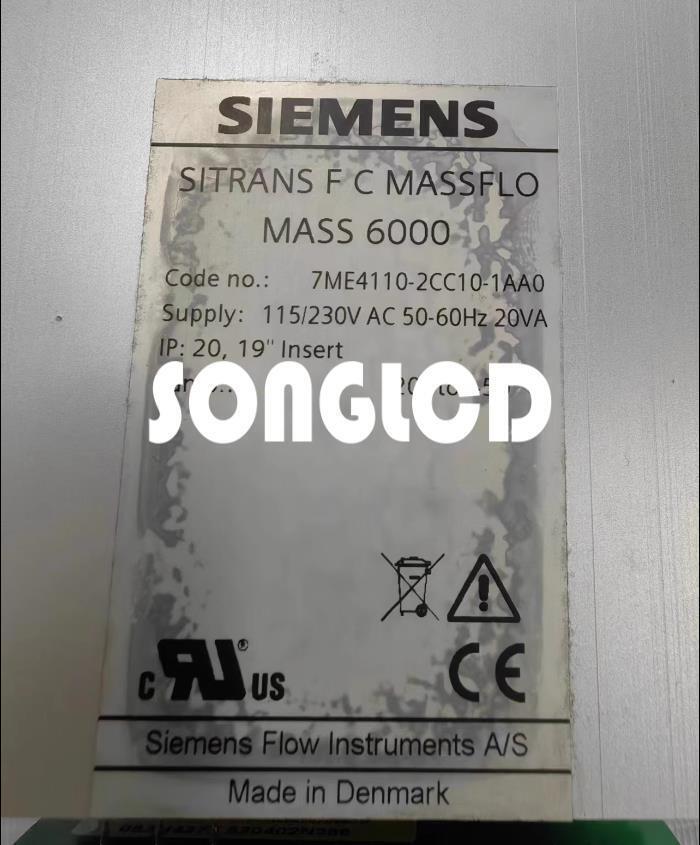 SIEMENS
SITRANS F C MASSFLO
MASS 6000
Code no.: 7ME4110-2CC10-1AA0
Supply: 115/230V AC 50-60Hz 20VA
IP: 20, 19" Insert
SONGLCD
C RU® US
CE
Siemens Flow Instruments A/S
Made in Denmark